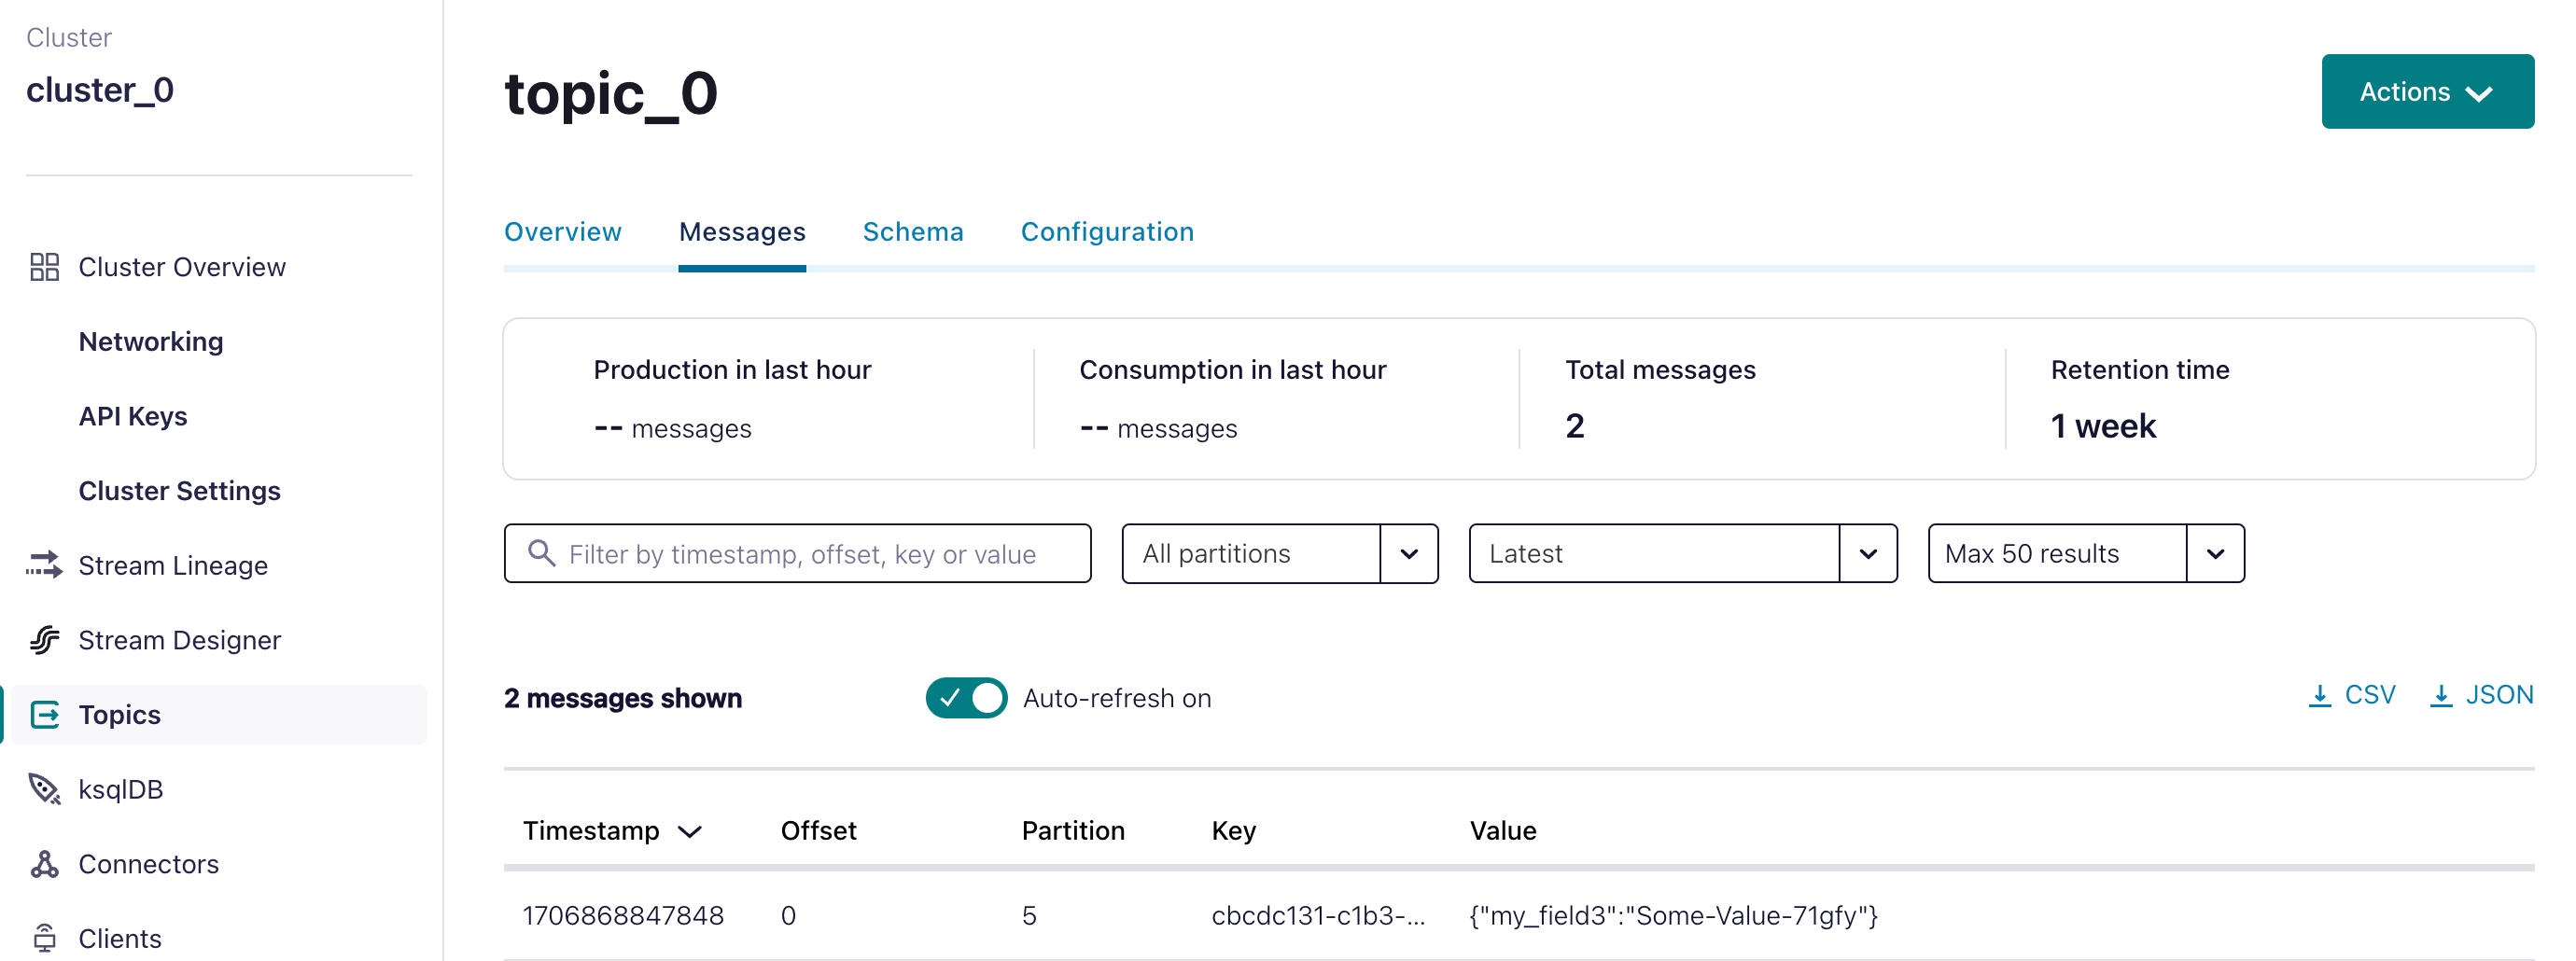 Cluster
cluster_0
Cluster Overview
Networking
API Keys
Cluster Settings
Stream Lineage
Stream Designer
Topics
ksqlDB
Connectors
Clients
topic_0
Actions
Overview Messages Schema Configuration
Production in last hour Consumption in last hour Total messages Retention time
-- messages -- messages 2 1 week
Filter by timestamp, offset, key or value All partitions Latest Max 50 results
2 messages shown Auto-refresh on CSV JSON
Timestamp Offset Partition Key Value
1706868847848 0 5 cbcdc131-c1b3-... {"my_field3":"Some-Value-71gfy"}